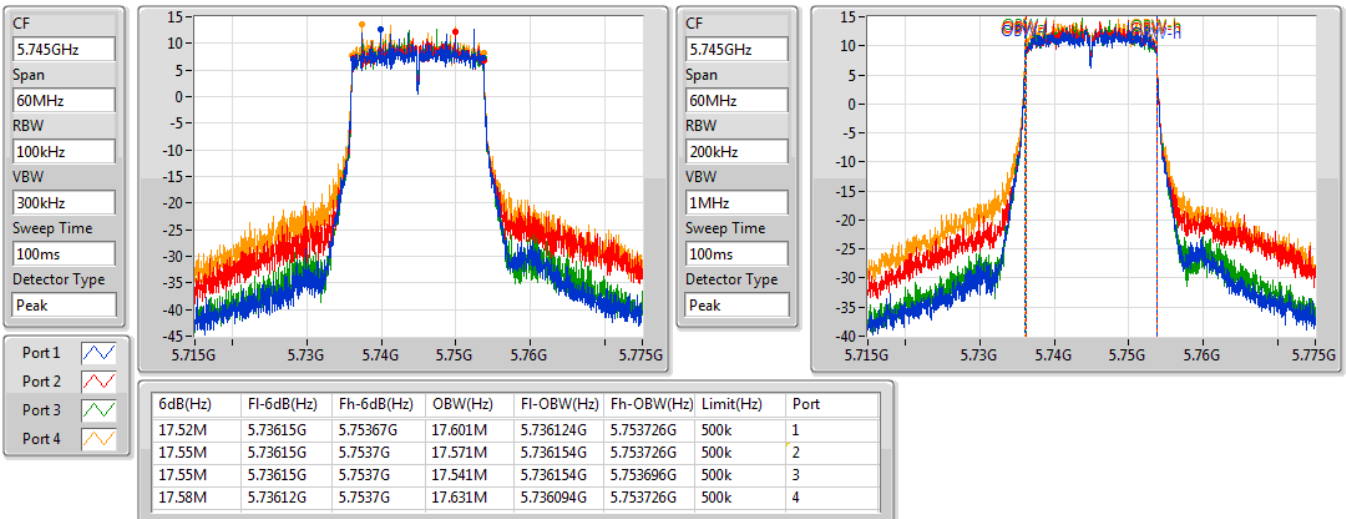 CF
5.745GHz
Span
60MHz
RBW
100kHz
VBW
300kHz
Sweep Time
100ms
Detector Type
Peak
15
10
5
0
-5
-10
-15
-20
-25
-30
-35
-40
-45
5.715G 5.73G 5.74G 5.75G 5.76G 5.775G
CF
5.745GHz
Span
60MHz
RBW
200kHz
VBW
1MHz
Sweep Time
100ms
Detector Type
Peak
OBW-l OBW-h
15
10
5
0
-5
-10
-15
-20
-25
-30
-35
-40
5.715G 5.73G 5.74G 5.75G 5.76G 5.775G
Port 1
Port 2
Port 3
Port 4
6dB(Hz) Fl-6dB(Hz) Fh-6dB(Hz) OBW(Hz) Fl-OBW(Hz) Fh-OBW(Hz) Limit(Hz) Port
17.52M 5.73615G 5.75367G 17.601M 5.736124G 5.753726G 500k 1
17.55M 5.73615G 5.7537G 17.571M 5.736154G 5.753726G 500k 2
17.55M 5.73615G 5.7537G 17.541M 5.736154G 5.753696G 500k 3
17.58M 5.73612G 5.7537G 17.631M 5.736094G 5.753726G 500k 4